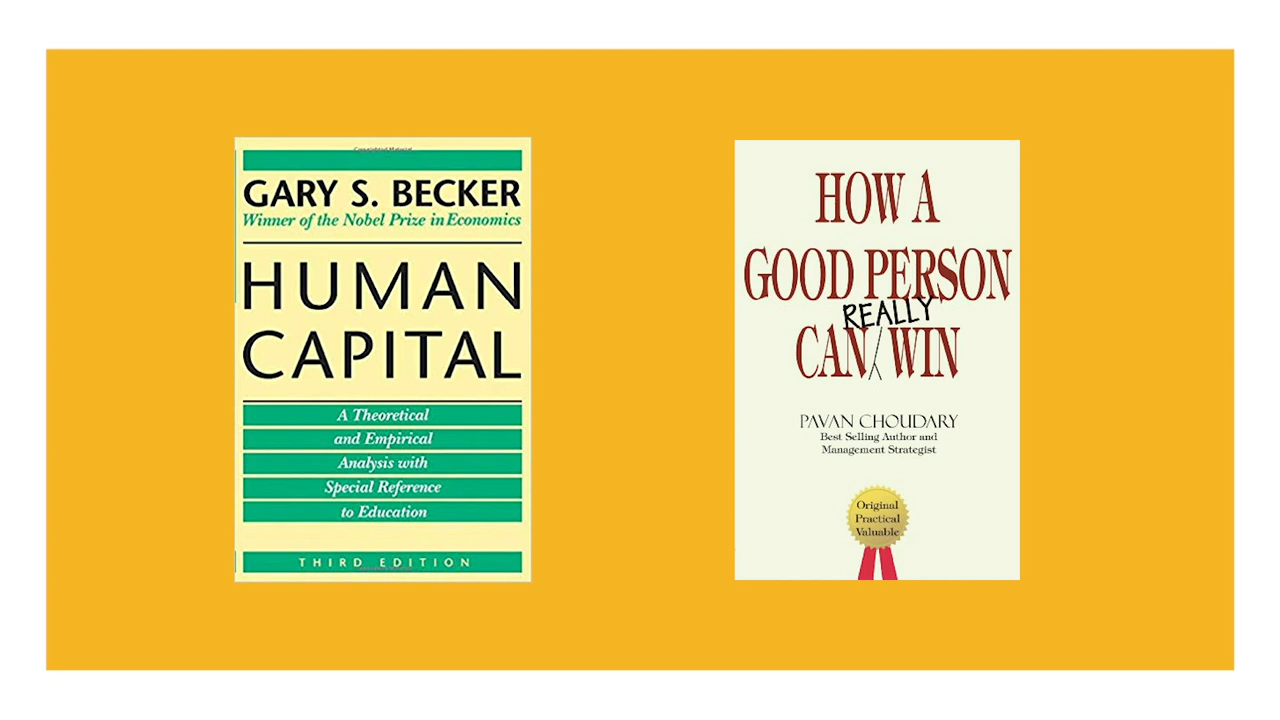 Copyrighted Material
GARY S. BECKER
Winner of the Nobel Prize in Economics
HUMAN
CAPITAL
A Theoretical
and Empirical
Analysis with
Special Reference
to Education
THIRD EDITION
HOW A
GOOD PERSON
REALLY
CAN WIN
PAVAN CHOUDARY
Best Selling Author and
Management Strategist
Original
Practical
Valuable